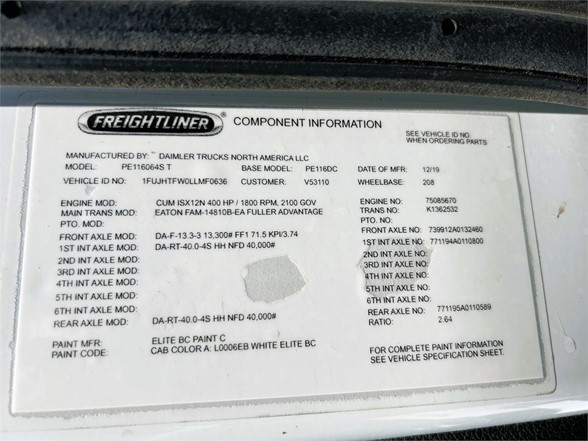 FREIGHTLINER® COMPONENT INFORMATION
SEE VEHICLE ID NO.
WHEN ORDERING PARTS
MANUFACTURED BY: DAIMLER TRUCKS NORTH AMERICA LLC
MODEL: PE116064S T BASE MODEL: PE116DC DATE OF MFR: 12/19
VEHICLE ID NO: 1FUJHTFW0LLMF0636 CUSTOMER: V53110 WHEELBASE: 208
ENGINE MOD: CUM ISX12N 400 HP / 1800 RPM, 2100 GOV ENGINE NO: 75085670
MAIN TRANS MOD: EATON FAM-14810B-EA FULLER ADVANTAGE TRANS NO: K1362532
PTO. MOD: PTO. NO:
FRONT AXLE MOD: DA-F-13.3-3 13,300# FF1 71.5 KPI/3.74 FRONT AXLE NO: 739912A0132460
1ST INT AXLE MOD: DA-RT-40.0-4S HH NFD 40,000# 1ST INT AXLE NO: 771194A0110800
2ND INT AXLE MOD: 2ND INT AXLE NO:
3RD INT AXLE MOD: 3RD INT AXLE NO:
4TH INT AXLE MOD: 4TH INT AXLE NO:
5TH INT AXLE MOD: 5TH INT AXLE NO:
6TH INT AXLE MOD: 6TH INT AXLE NO:
REAR AXLE MOD: DA-RT-40.0-4S HH NFD 40,000# REAR AXLE NO: 771195A0110589
RATIO: 2.64
PAINT MFR: ELITE BC PAINT C
PAINT CODE: CAB COLOR A: L0006EB WHITE ELITE BC
FOR COMPLETE PAINT INFORMATION
SEE VEHICLE SPECIFICATION SHEET.